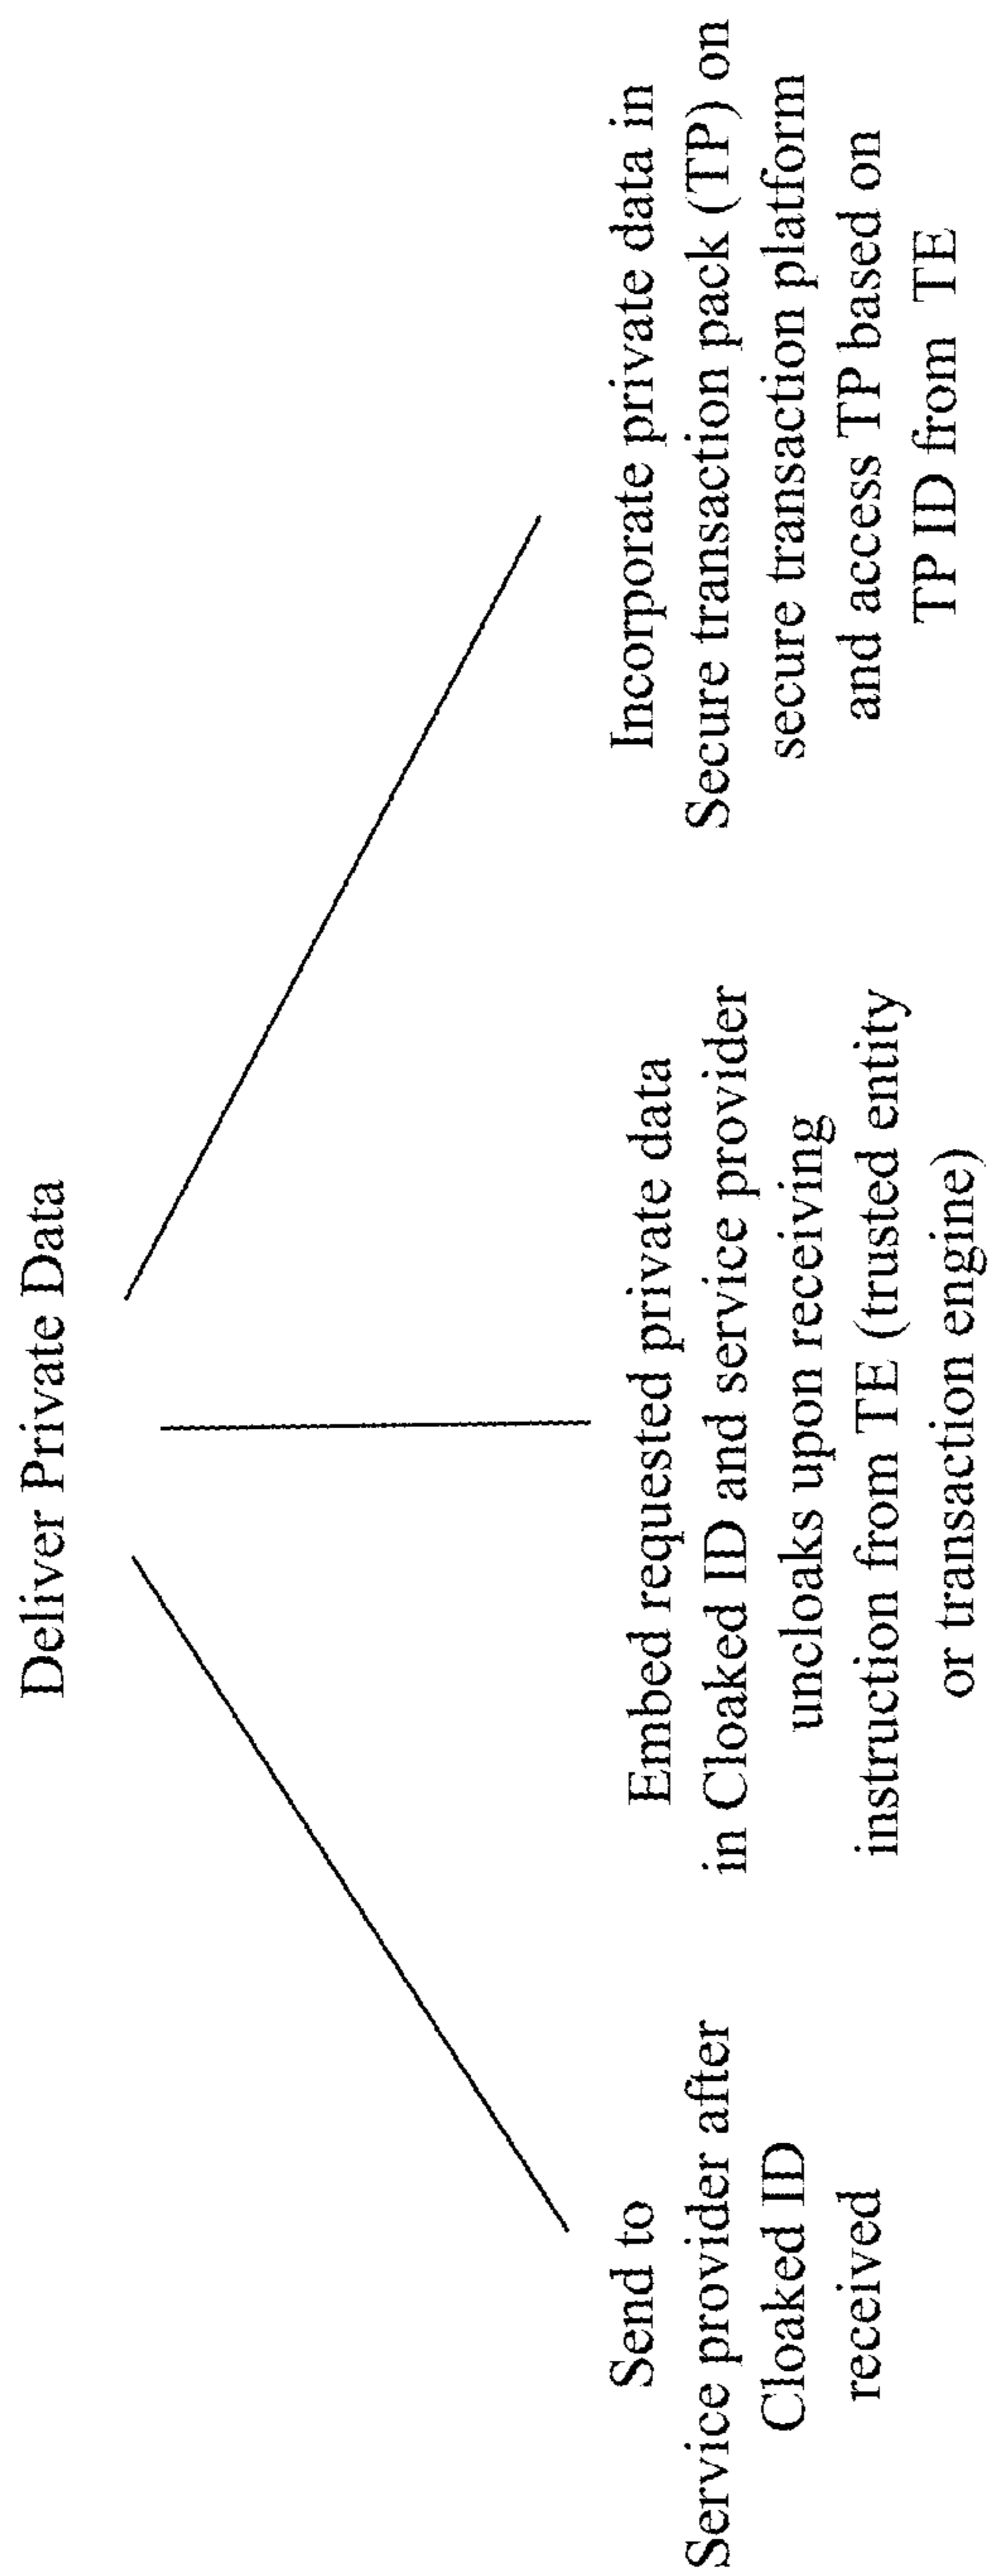 Deliver Private Data
Send to
Service provider after
Cloaked ID
received
Embed requested private data
in Cloaked ID and service provider
uncloaks upon receiving
instruction from TE (trusted entity
or transaction engine)
Incorporate private data in
Secure transaction pack (TP) on
secure transaction platform
and access TP based on
TP ID from TE